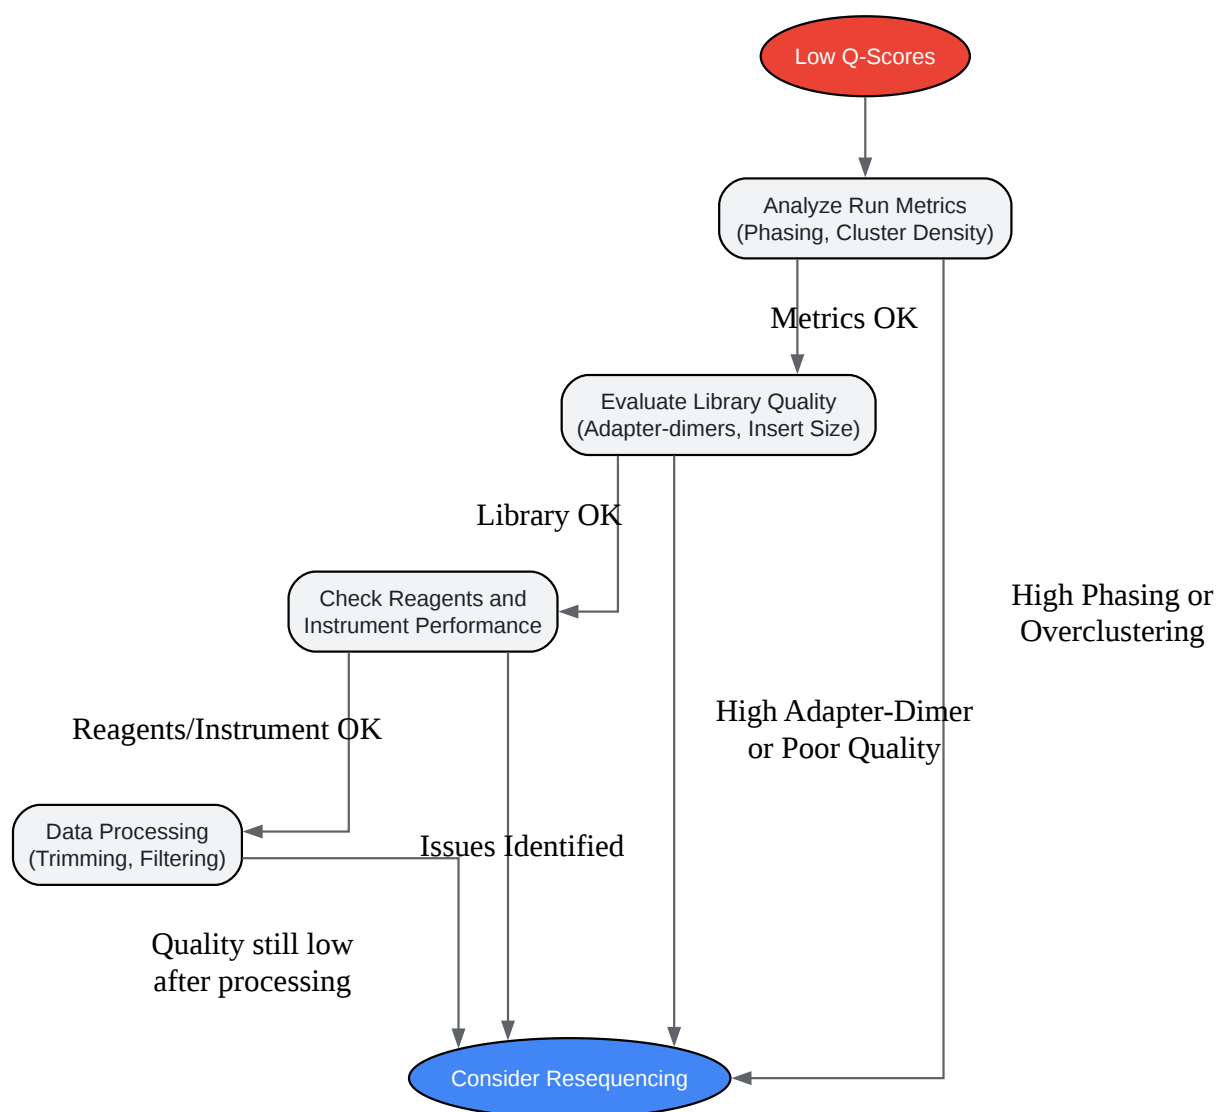 Low Q-Scores
Analyze Run Metrics
(Phasing, Cluster Density)
Metrics OK
Evaluate Library Quality
(Adapter-dimers, Insert Size)
Library OK
Check Reagents and
Instrument Performance
High Phasing or
Overclustering
High Adapter-Dimer
or Poor Quality
Reagents/Instrument OK
Data Processing
(Trimming, Filtering)
Issues Identified
Quality still low
after processing
Consider Resequencing